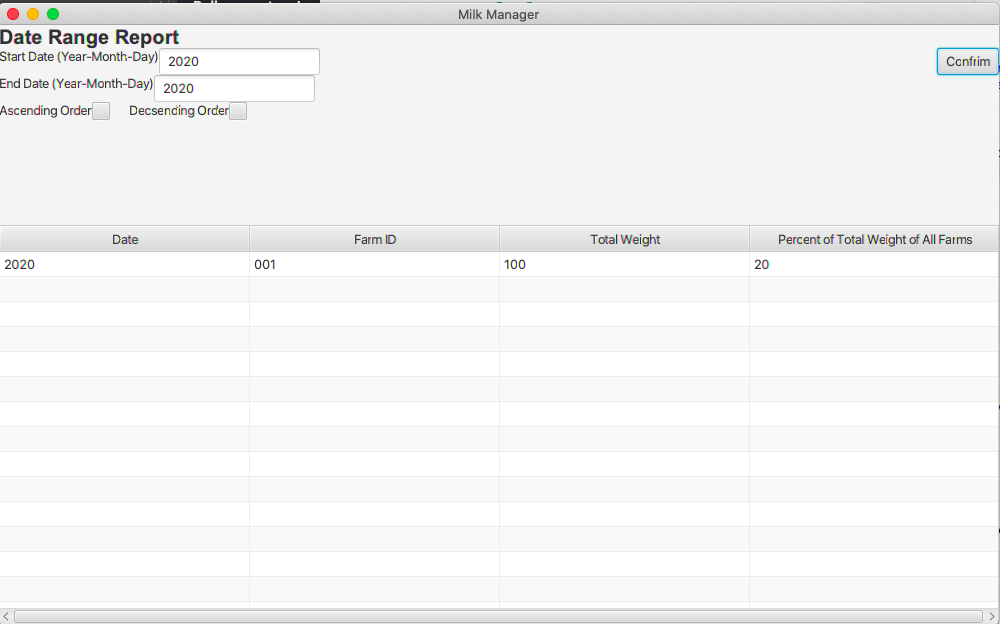 Milk Manager
Date Range Report
Start Date (Year-Month-Day) 2020
Confrim
End Date (Year-Month-Day) 2020
Ascending Order Decsending Order
Date Farm ID Total Weight Percent of Total Weight of All Farms
2020 001 100 20